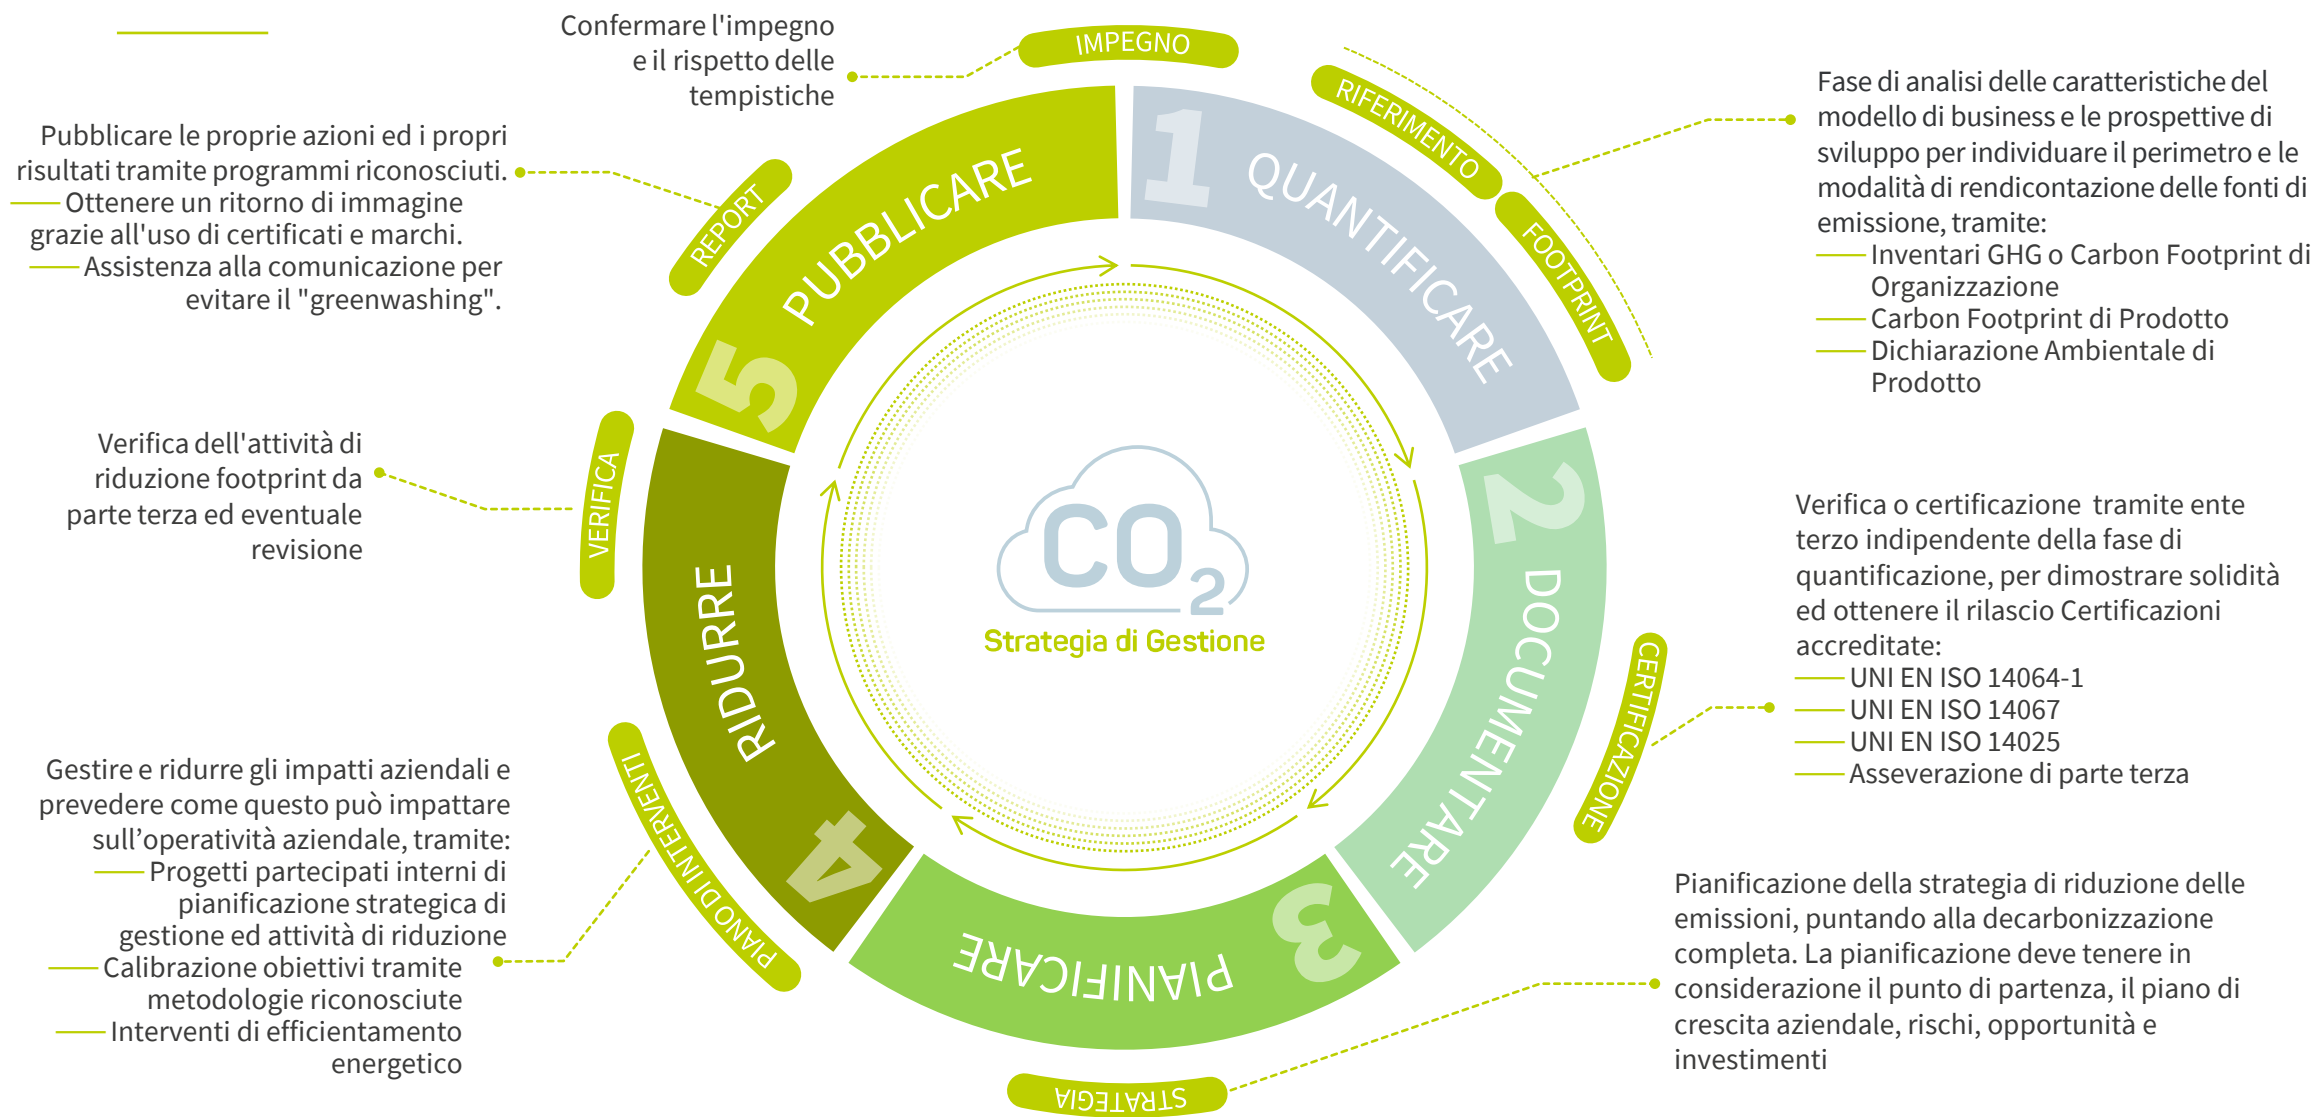 Confermare l'impegno
e il rispetto delle
tempistiche
IMPEGNO
1 QUANTIFICARE
RIFERIMENTO
FOOTPRINT
Fase di analisi delle caratteristiche del
modello di business e le prospettive di
sviluppo per individuare il perimetro e le
modalità di rendicontazione delle fonti di
emissione, tramite:
Inventari GHG o Carbon Footprint di
Organizzazione
Carbon Footprint di Prodotto
Dichiarazione Ambientale di
Prodotto
2 DOCUMENTARE
CERTIFICAZIONE
Verifica o certificazione tramite ente
terzo indipendente della fase di
quantificazione, per dimostrare solidità
ed ottenere il rilascio Certificazioni
accreditate:
UNI EN ISO 14064-1
UNI EN ISO 14067
UNI EN ISO 14025
Asseverazione di parte terza
3 PIANIFICARE
STRATEGIA
Pianificazione della strategia di riduzione delle
emissioni, puntando alla decarbonizzazione
completa. La pianificazione deve tenere in
considerazione il punto di partenza, il piano di
crescita aziendale, rischi, opportunità e
investimenti
4 RIDURRE
PIANO DI INTERVENTI
Gestire e ridurre gli impatti aziendali e
prevedere come questo può impattare
sull’operatività aziendale, tramite:
Progetti partecipati interni di
pianificazione strategica di
gestione ed attività di riduzione
Calibrazione obiettivi tramite
metodologie riconosciute
Interventi di efficientamento
energetico
VERIFICA
Verifica dell'attività di
riduzione footprint da
parte terza ed eventuale
revisione
5 PUBBLICARE
REPORT
Pubblicare le proprie azioni ed i propri
risultati tramite programmi riconosciuti.
Ottenere un ritorno di immagine
grazie all'uso di certificati e marchi.
Assistenza alla comunicazione per
evitare il "greenwashing".
CO2
Strategia di Gestione